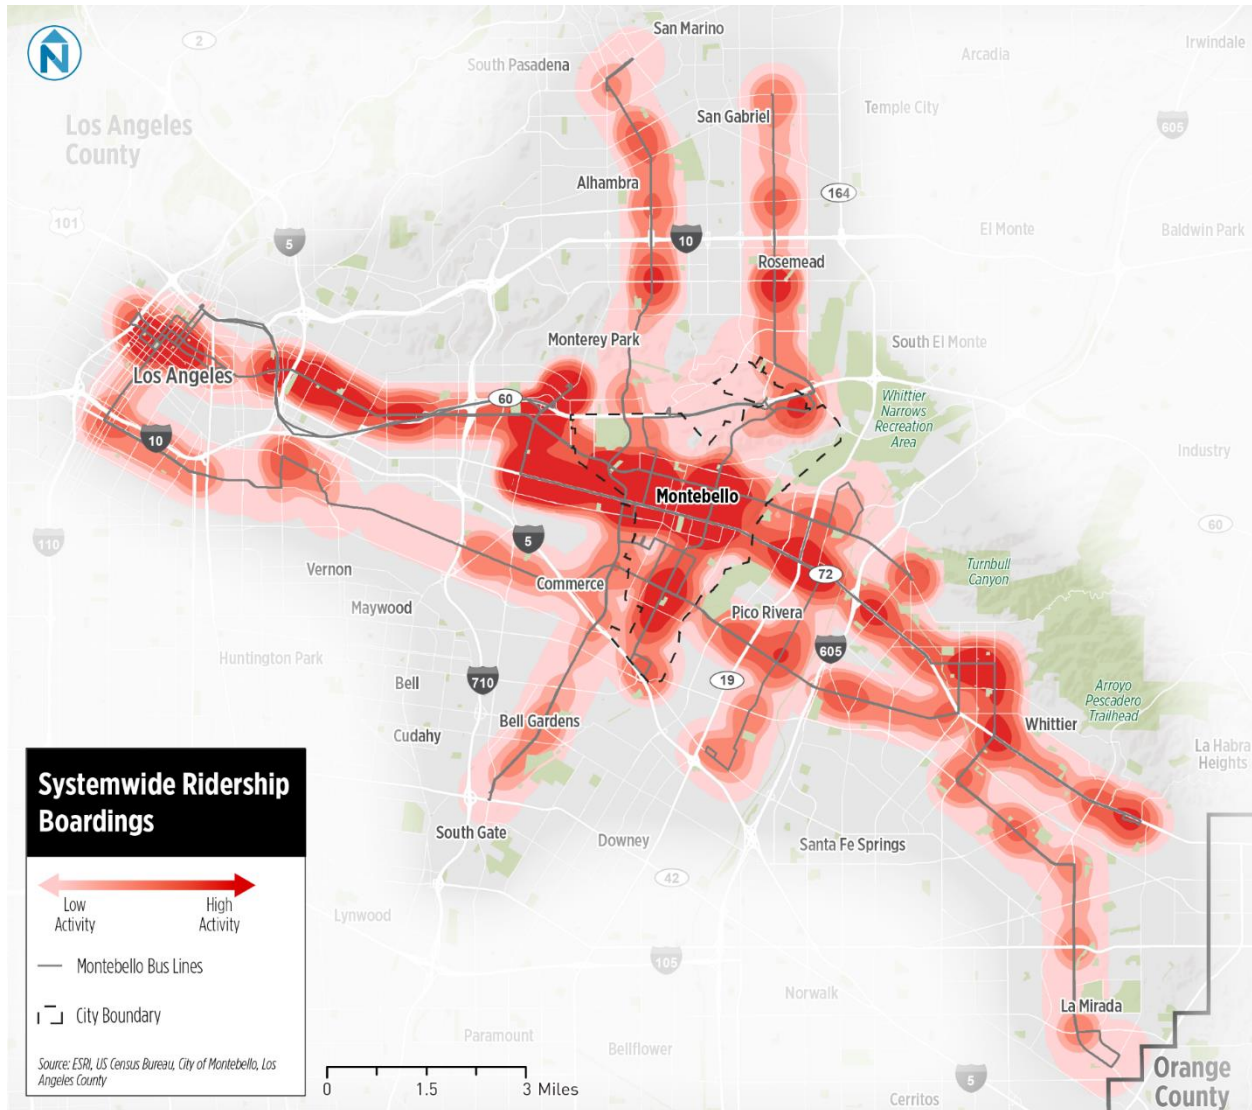 N
San Marino
2
South Pasadena
Arcadia
Irwindale
San Gabriel
Temple City
605
Los Angeles
County
Alhambra
164
101
5
10
El Monte
Baldwin Park
Rosemead
Monterey Park
South El Monte
Los Angeles
60
Whittier
Narrows
Recreation
Area
10
Industry
Montebello
60
110
5
Vernon
Commerce
72
Turnbull
Canyon
Maywood
Pico Rivera
605
Huntington Park
Bell
710
19
Arroyo
Pescadero
Trailhead
Bell Gardens
Whittier
Cudahy
La Habra
Heights
South Gate
Downey
Santa Fe Springs
42
Lynwood
105
Norwalk
La Mirada
Paramount
Bellflower
5
Cerritos
Orange
County
Systemwide Ridership
Boardings
Low
Activity
High
Activity
Montebello Bus Lines
City Boundary
Source: ESRI, US Census Bureau, City of Montebello, Los
Angeles County
0 1.5 3 Miles